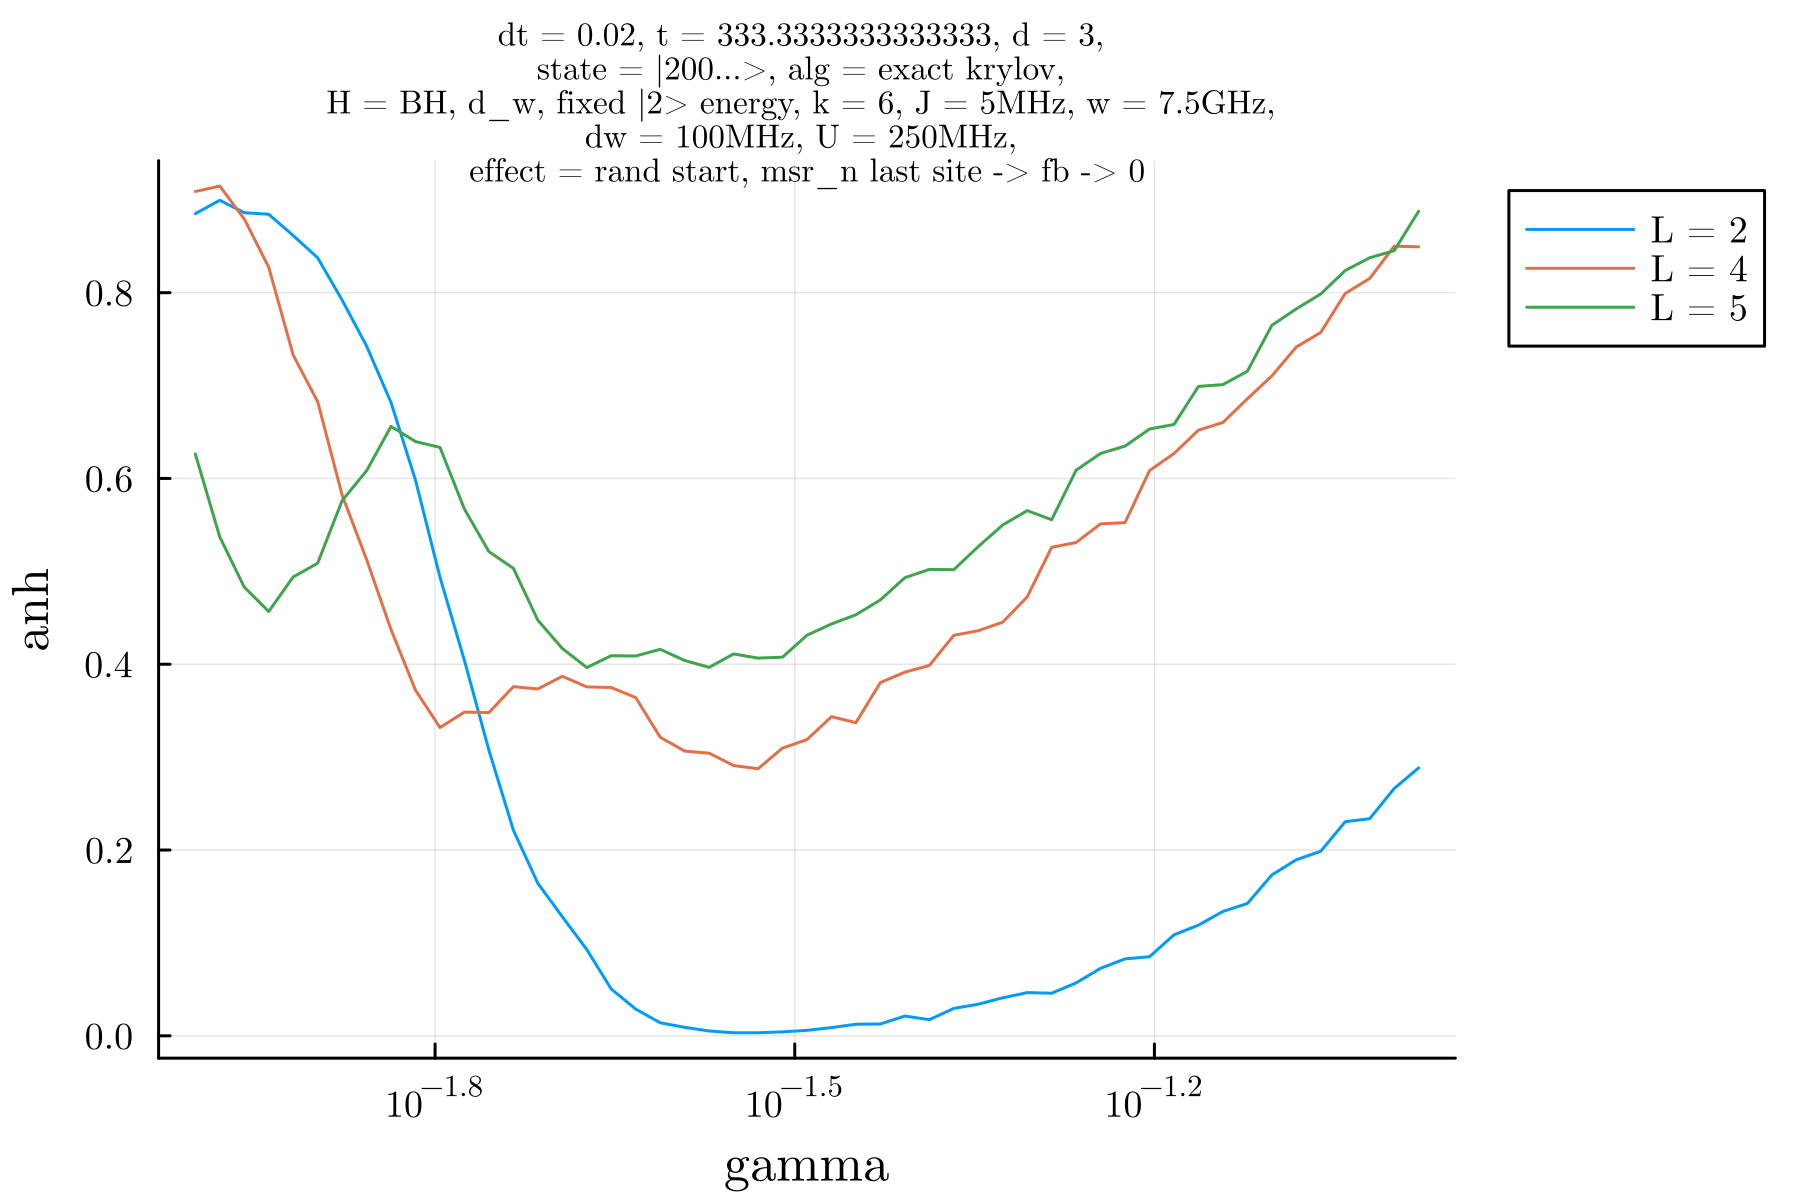 dt = 0.02, t = 333.3333333333333, d = 3,
state = |200...>, alg = exact krylov,
H = BH, d_w, fixed |2> energy, k = 6, J = 5MHz, w = 7.5GHz,
dw = 100MHz, U = 250MHz,
effect = rand start, msr_n last site -> fb -> 0
L = 2
L = 4
L = 5
0.8
0.6
0.4
0.2
0.0
anh
10^−1.8 10^−1.5 10^−1.2
gamma